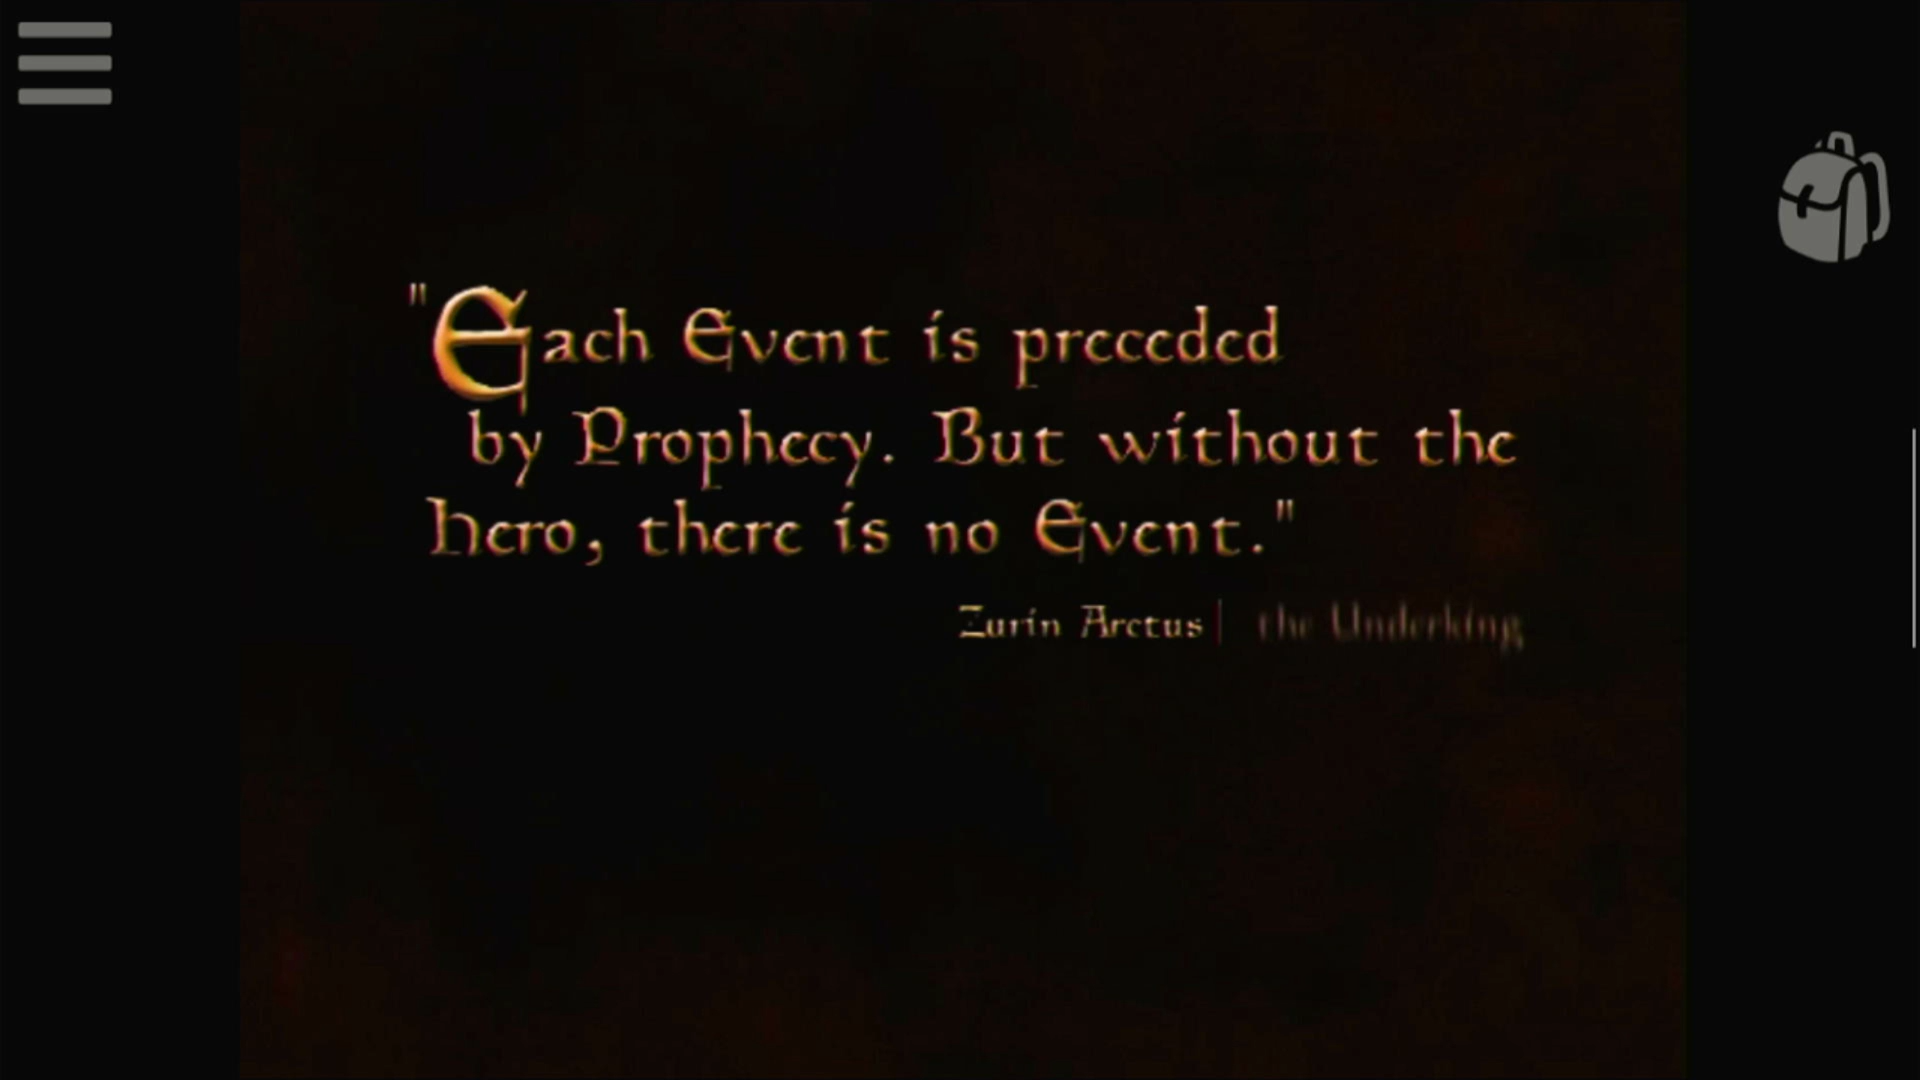 "Each Event is preceded
by Prophecy. But without the
hero, there is no Event."
Zurin Arctus| the Underking